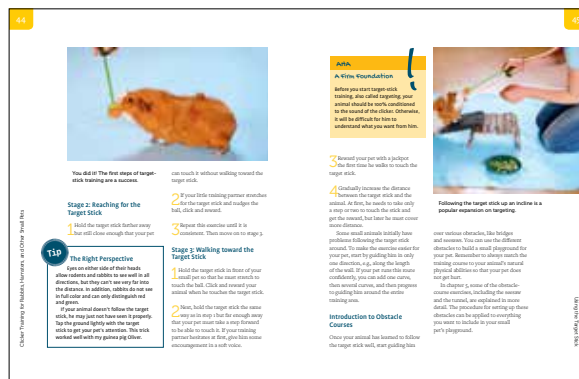 44
You did it! The first steps of target-
stick training are a success.
Stage 2: Reaching for the
Target Stick
1 Hold the target stick farther away
but still close enough that your pet
Tip
The Right Perspective
Eyes on either side of their heads
allow rodents and rabbits to see well in all
directions, but they can't see very far into
the distance. In addition, rabbits do not see
in full color and can only distinguish red
and green.
If your animal doesn't follow the target
stick, he may just not have seen it properly.
Tap the ground lightly with the target
stick to get your pet's attention. This trick
worked well with my guinea pig Oliver.
Clicker Training for Rabbits, Hamsters, and Other Small Pets
can touch it without walking toward the
target stick.
2 If your little training partner stretches
for the target stick and nudges the
ball, click and reward.
3 Repeat this exercise until it is
consistent. Then move on to stage 3.
Stage 3: Walking toward the
Target Stick
1 Hold the target stick in front of your
small pet so that he must stretch to
touch the ball. Click and reward your
animal when he touches the target stick.
2 Next, hold the target stick the same
way as in step 1 but far enough away
that your pet must take a step forward
to be able to touch it. If your training
partner hesitates at first, give him some
encouragement in a soft voice.
45
AHA
A Firm Foundation
Before you start target-stick
training, also called targeting, your
animal should be 100% conditioned
to the sound of the clicker. Otherwise,
it will be difficult for him to
understand what you want from him.
3 Reward your pet with a jackpot
the first time he walks to touch the
target stick.
4 Gradually increase the distance
between the target stick and the
animal. At first, he needs to take only
a step or two to touch the stick and
get the reward, but later he must cover
more distance.
Some small animals initially have
problems following the target stick
around. To make the exercise easier for
your pet, start by guiding him in only
one direction, e.g., along the length
of the wall. If your pet runs this route
confidently, you can add one curve,
then several curves, and then progress
to guiding him around the entire
training area.
Introduction to Obstacle
Courses
Once your animal has learned to follow
the target stick well, start guiding him
Following the target stick up an incline is a
popular expansion on targeting.
over various obstacles, like bridges
and seesaws. You can use the different
obstacles to build a small playground for
your pet. Remember to always match the
training course to your animal's natural
physical abilities so that your pet does
not get hurt.
In chapter 5, some of the obstacle-
course exercises, including the seesaw
and the tunnel, are explained in more
detail. The procedure for setting up these
obstacles can be applied to everything
you want to include in your small
pet's playground.
Using the Target Stick